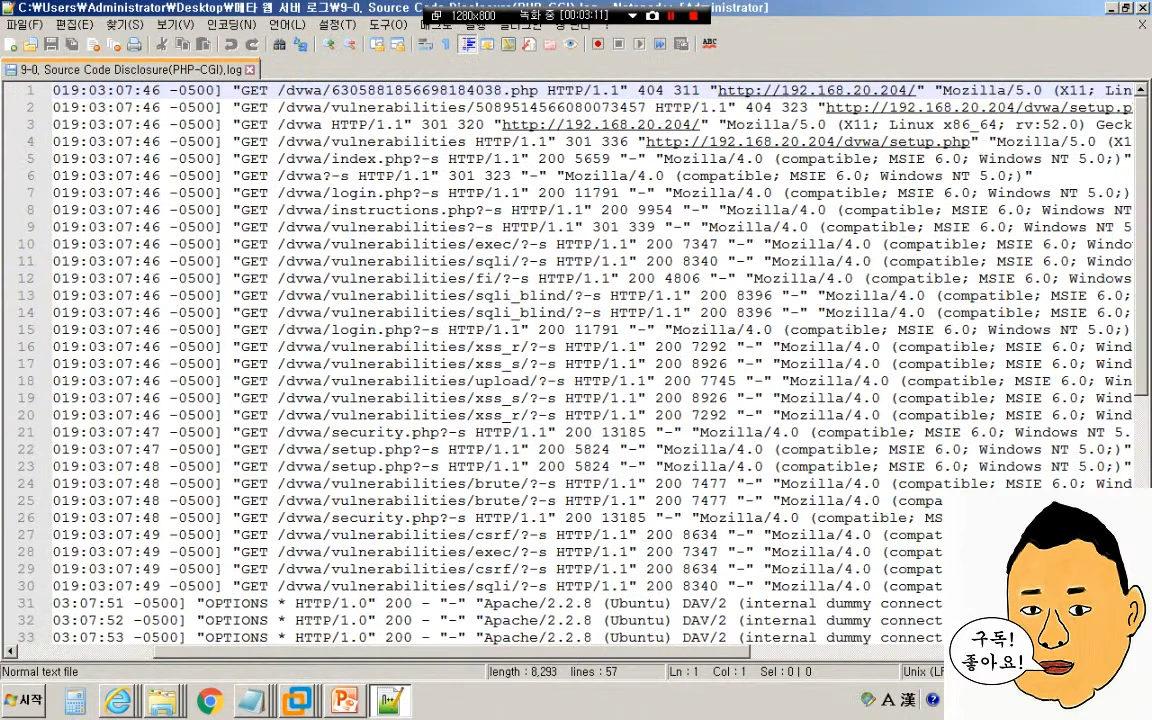 C:\Users\Administrator\Desktop\메타 웹 서버 로그\9-0, Source Co
1280x800 녹화 중 [00:03:11]
파일(F) 편집(E) 찾기(S) 보기(V) 인코딩(N) 언어(L) 설정(T) 도구(O)
9-0, Source Code Disclosure(PHP-CGI),log
1 019:03:07:46 -0500] "GET /dvwa/6305881856698184038.php HTTP/1.1" 404 311 "http://192.168.20.204/" "Mozilla/5.0 (X11; Lin
2 019:03:07:46 -0500] "GET /dvwa/vulnerabilities/5089514566080073457 HTTP/1.1" 404 323 "http://192.168.20.204/dvwa/setup.p
3 019:03:07:46 -0500] "GET /dvwa HTTP/1.1" 301 320 "http://192.168.20.204/" "Mozilla/5.0 (X11; Linux x86_64; rv:52.0) Geck
4 019:03:07:46 -0500] "GET /dvwa/vulnerabilities HTTP/1.1" 301 336 "http://192.168.20.204/dvwa/setup.php" "Mozilla/5.0 (X1
5 019:03:07:46 -0500] "GET /dvwa/index.php?-s HTTP/1.1" 200 5659 "-" "Mozilla/4.0 (compatible; MSIE 6.0; Windows NT 5.0;)"
6 019:03:07:46 -0500] "GET /dvwa?-s HTTP/1.1" 301 323 "-" "Mozilla/4.0 (compatible; MSIE 6.0; Windows NT 5.0;)"
7 019:03:07:46 -0500] "GET /dvwa/login.php?-s HTTP/1.1" 200 11791 "-" "Mozilla/4.0 (compatible; MSIE 6.0; Windows NT 5.0;)
8 019:03:07:46 -0500] "GET /dvwa/instructions.php?-s HTTP/1.1" 200 9954 "-" "Mozilla/4.0 (compatible; MSIE 6.0; Windows NT
9 019:03:07:46 -0500] "GET /dvwa/vulnerabilities?-s HTTP/1.1" 301 339 "-" "Mozilla/4.0 (compatible; MSIE 6.0; Windows NT 5
10 019:03:07:46 -0500] "GET /dvwa/vulnerabilities/exec/?-s HTTP/1.1" 200 7347 "-" "Mozilla/4.0 (compatible; MSIE 6.0; Windo
11 019:03:07:46 -0500] "GET /dvwa/vulnerabilities/sqli/?-s HTTP/1.1" 200 8340 "-" "Mozilla/4.0 (compatible; MSIE 6.0; Windo
12 019:03:07:46 -0500] "GET /dvwa/vulnerabilities/fi/?-s HTTP/1.1" 200 4806 "-" "Mozilla/4.0 (compatible; MSIE 6.0; Windows
13 019:03:07:46 -0500] "GET /dvwa/vulnerabilities/sqli_blind/?-s HTTP/1.1" 200 8396 "-" "Mozilla/4.0 (compatible; MSIE 6.0;
14 019:03:07:46 -0500] "GET /dvwa/vulnerabilities/sqli_blind/?-s HTTP/1.1" 200 8396 "-" "Mozilla/4.0 (compatible; MSIE 6.0;
15 019:03:07:46 -0500] "GET /dvwa/login.php?-s HTTP/1.1" 200 11791 "-" "Mozilla/4.0 (compatible; MSIE 6.0; Windows NT 5.0;)
16 019:03:07:46 -0500] "GET /dvwa/vulnerabilities/xss_r/?-s HTTP/1.1" 200 7292 "-" "Mozilla/4.0 (compatible; MSIE 6.0; Wind
17 019:03:07:46 -0500] "GET /dvwa/vulnerabilities/xss_s/?-s HTTP/1.1" 200 8926 "-" "Mozilla/4.0 (compatible; MSIE 6.0; Wind
18 019:03:07:46 -0500] "GET /dvwa/vulnerabilities/upload/?-s HTTP/1.1" 200 7745 "-" "Mozilla/4.0 (compatible; MSIE 6.0; Win
19 019:03:07:46 -0500] "GET /dvwa/vulnerabilities/xss_s/?-s HTTP/1.1" 200 8926 "-" "Mozilla/4.0 (compatible; MSIE 6.0; Wind
20 019:03:07:46 -0500] "GET /dvwa/vulnerabilities/xss_r/?-s HTTP/1.1" 200 7292 "-" "Mozilla/4.0 (compatible; MSIE 6.0; Wind
21 019:03:07:47 -0500] "GET /dvwa/security.php?-s HTTP/1.1" 200 13185 "-" "Mozilla/4.0 (compatible; MSIE 6.0; Windows NT 5.
22 019:03:07:48 -0500] "GET /dvwa/setup.php?-s HTTP/1.1" 200 5824 "-" "Mozilla/4.0 (compatible; MSIE 6.0; Windows NT 5.0;)"
23 019:03:07:48 -0500] "GET /dvwa/setup.php?-s HTTP/1.1" 200 5824 "-" "Mozilla/4.0 (compatible; MSIE 6.0; Windows NT 5.0;)"
24 019:03:07:48 -0500] "GET /dvwa/vulnerabilities/brute/?-s HTTP/1.1" 200 7477 "-" "Mozilla/4.0 (compatible; MSIE 6.0; Wind
25 019:03:07:48 -0500] "GET /dvwa/vulnerabilities/brute/?-s HTTP/1.1" 200 7477 "-" "Mozilla/4.0 (compa
26 019:03:07:48 -0500] "GET /dvwa/security.php?-s HTTP/1.1" 200 13185 "-" "Mozilla/4.0 (compatible; MS
27 019:03:07:49 -0500] "GET /dvwa/vulnerabilities/csrf/?-s HTTP/1.1" 200 8634 "-" "Mozilla/4.0 (compat
28 019:03:07:49 -0500] "GET /dvwa/vulnerabilities/exec/?-s HTTP/1.1" 200 7347 "-" "Mozilla/4.0 (compat
29 019:03:07:49 -0500] "GET /dvwa/vulnerabilities/csrf/?-s HTTP/1.1" 200 8634 "-" "Mozilla/4.0 (compat
30 019:03:07:49 -0500] "GET /dvwa/vulnerabilities/sqli/?-s HTTP/1.1" 200 8340 "-" "Mozilla/4.0 (compat
31 03:07:51 -0500] "OPTIONS * HTTP/1.0" 200 - "-" "Apache/2.2.8 (Ubuntu) DAV/2 (internal dummy connect
32 03:07:52 -0500] "OPTIONS * HTTP/1.0" 200 - "-" "Apache/2.2.8 (Ubuntu) DAV/2 (internal dummy connect
33 03:07:53 -0500] "OPTIONS * HTTP/1.0" 200 - "-" "Apache/2.2.8 (Ubuntu) DAV/2 (internal dummy connect
구독!
좋아요!
Normal text file length : 8,293 lines : 57 Ln : 1 Col : 1 Sel : 0 | 0 Unix (LF
시작 A 漢